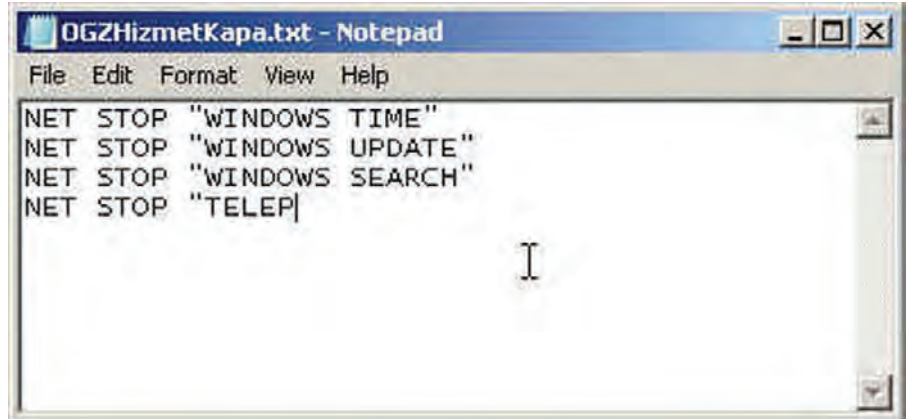 OGZHizmetKapa.txt - Notepad
File Edit Format View Help
NET STOP "WINDOWS TIME"
NET STOP "WINDOWS UPDATE"
NET STOP "WINDOWS SEARCH"
NET STOP "TELEP